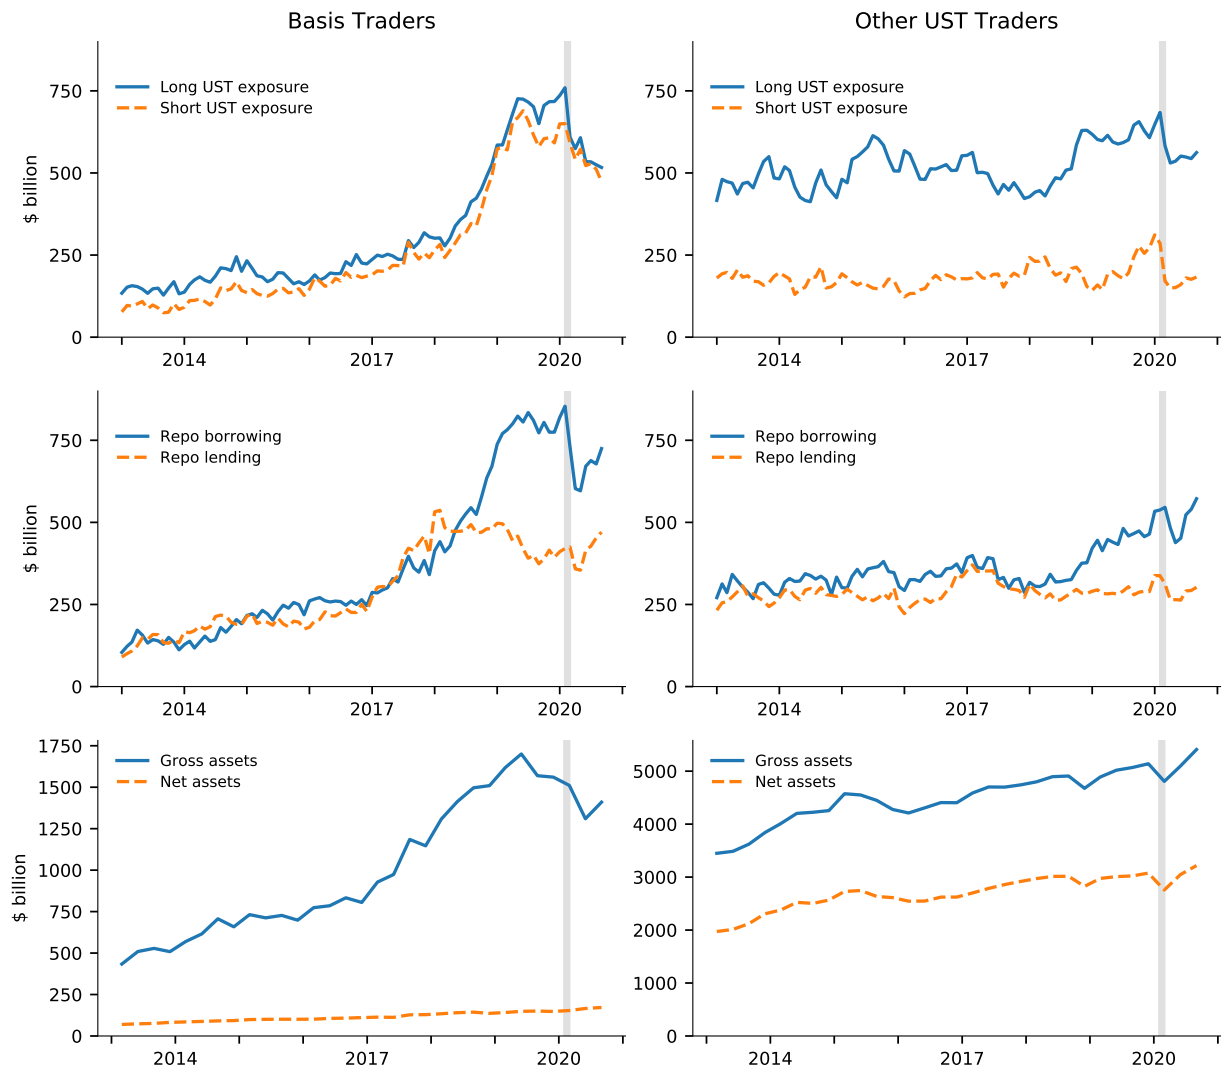 Basis Traders
Other UST Traders
$ billion
750
500
250
0
Long UST exposure
Short UST exposure
2014
2017
2020
750
500
250
0
Long UST exposure
Short UST exposure
2014
2017
2020
$ billion
750
500
250
0
Repo borrowing
Repo lending
2014
2017
2020
750
500
250
0
Repo borrowing
Repo lending
2014
2017
2020
$ billion
1750
1500
1250
1000
750
500
250
0
Gross assets
Net assets
2014
2017
2020
5000
4000
3000
2000
1000
0
Gross assets
Net assets
2014
2017
2020